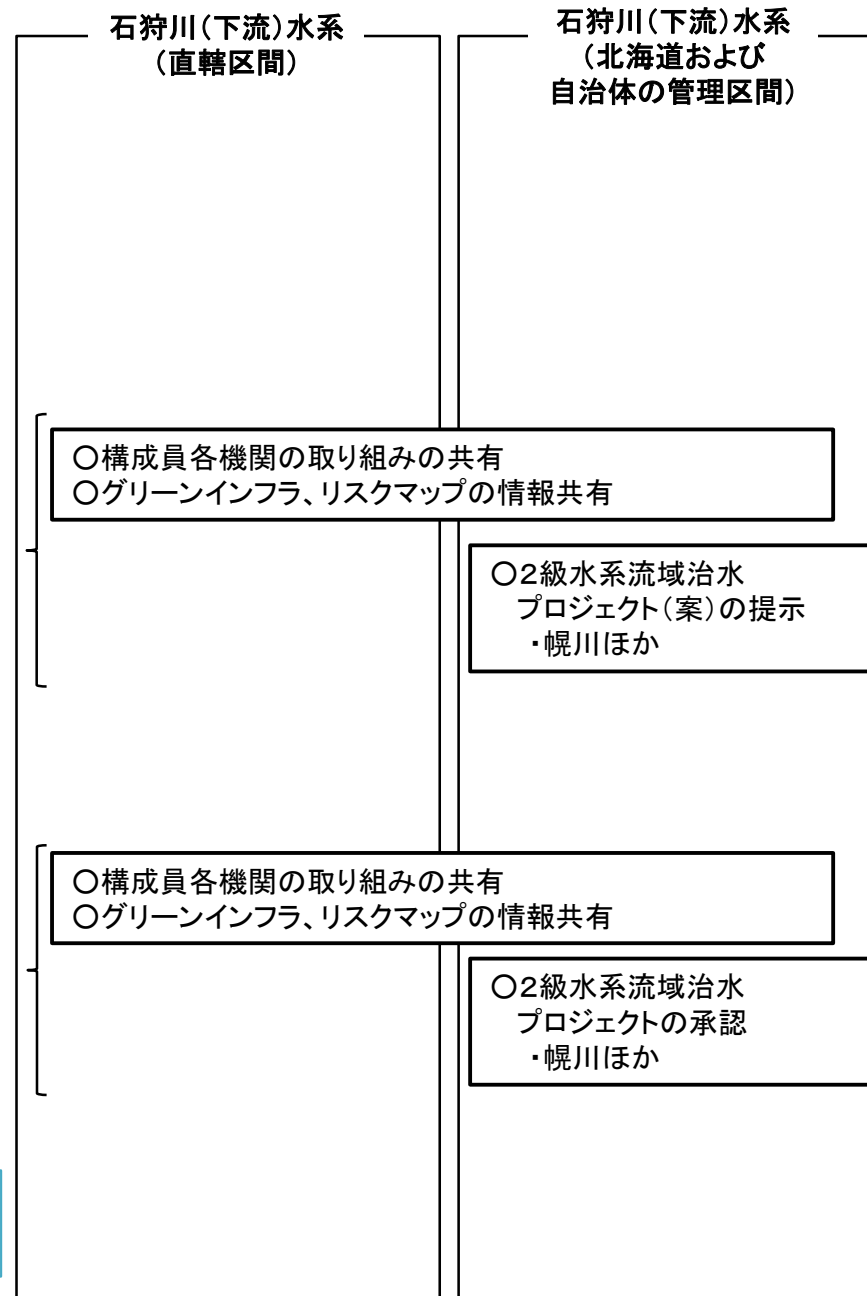 石狩川(下流)水系
(直轄区間)
石狩川(下流)水系
(北海道および
自治体の管理区間)
○構成員各機関の取り組みの共有
○グリーンインフラ、リスクマップの情報共有
○2級水系流域治水
プロジェクト(案)の提示
・幌川ほか
○構成員各機関の取り組みの共有
○グリーンインフラ、リスクマップの情報共有
○2級水系流域治水
プロジェクトの承認
・幌川ほか